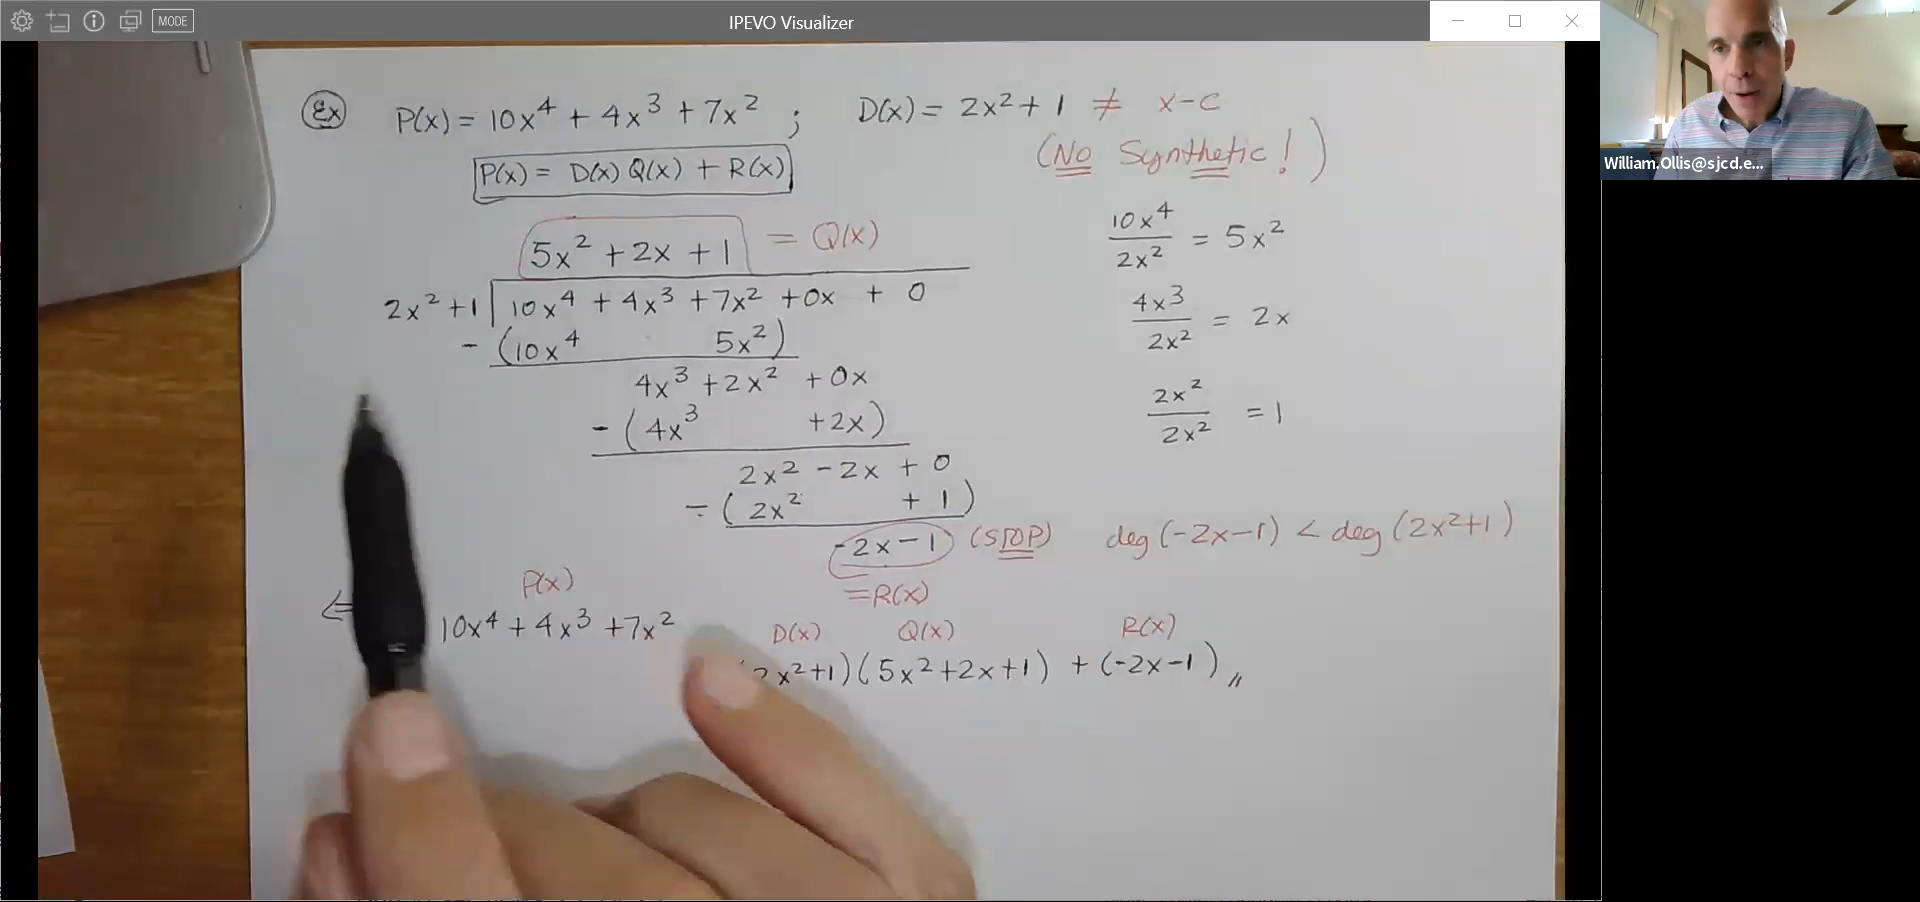 MODE
IPEVO Visualizer
William.Ollis@sjcd.e...
Ex P(x) = 10x⁴ + 4x³ + 7x² ; D(x) = 2x² + 1 ≠ x-c
P(x) = D(x) Q(x) + R(x)
(No Synthetic!)
5x² + 2x + 1 = Q(x)
2x² + 1 10x⁴ + 4x³ + 7x² + 0x + 0
- (10x⁴ 5x²)
4x³ + 2x² + 0x
- (4x³ + 2x)
2x² - 2x + 0
- (2x² + 1)
-2x - 1 (STOP) deg(-2x-1) < deg(2x²+1)
= R(x)
10x⁴/2x² = 5x²
4x³/2x² = 2x
2x²/2x² = 1
P(x)
⇐ 10x⁴ + 4x³ + 7x²
D(x) Q(x) R(x)
2x²+1)(5x²+2x+1) + (-2x-1) //